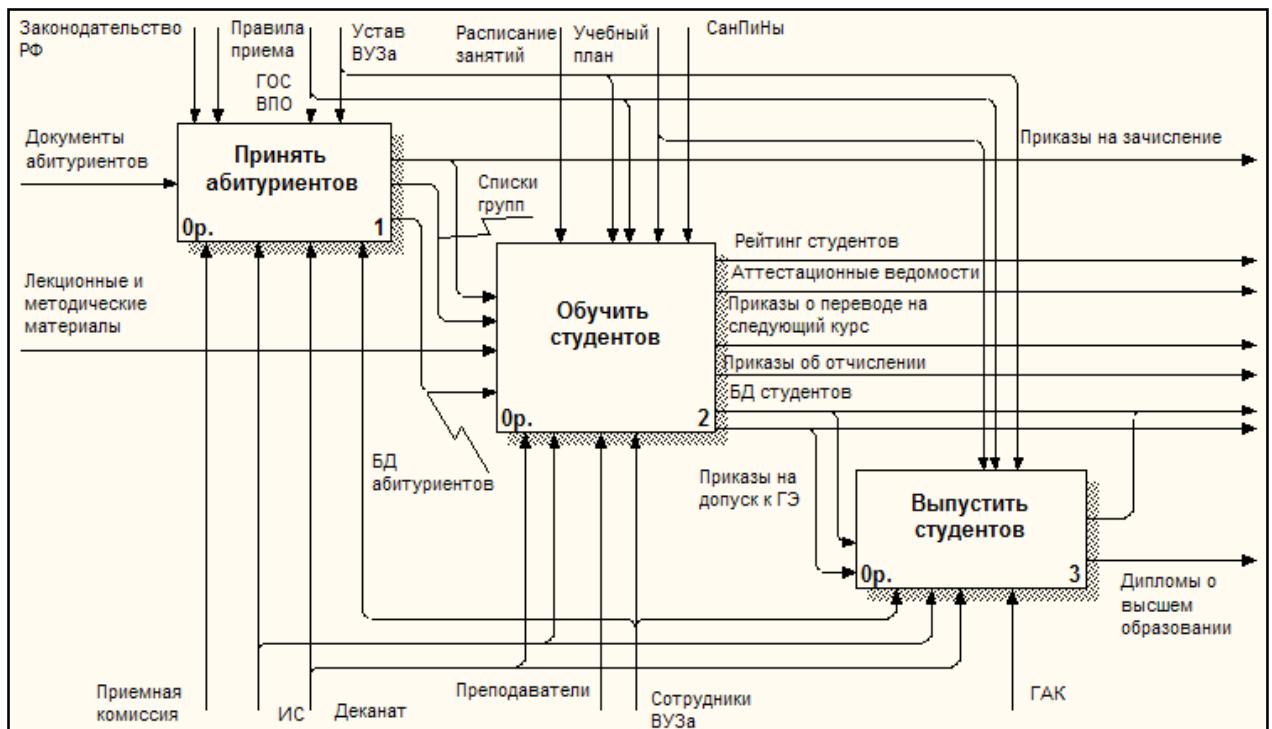 Законодательство
РФ
Правила
приема
Устав
ВУЗа
Расписание
занятий
Учебный
план
СанПиНы
ГОС
ВПО
Документы
абитуриентов
Принять
абитуриентов
0р. 1
Приказы на зачисление
Списки
групп
Лекционные и
методические
материалы
Обучить
студентов
0р. 2
Рейтинг студентов
Аттестационные ведомости
Приказы о переводе на
следующий курс
Приказы об отчислении
БД студентов
БД
абитуриентов
Приказы на
допуск к ГЭ
Выпустить
студентов
0р. 3
Дипломы о
высшем
образовании
Приемная
комиссия
ИС
Деканат
Преподаватели
Сотрудники
ВУЗа
ГАК